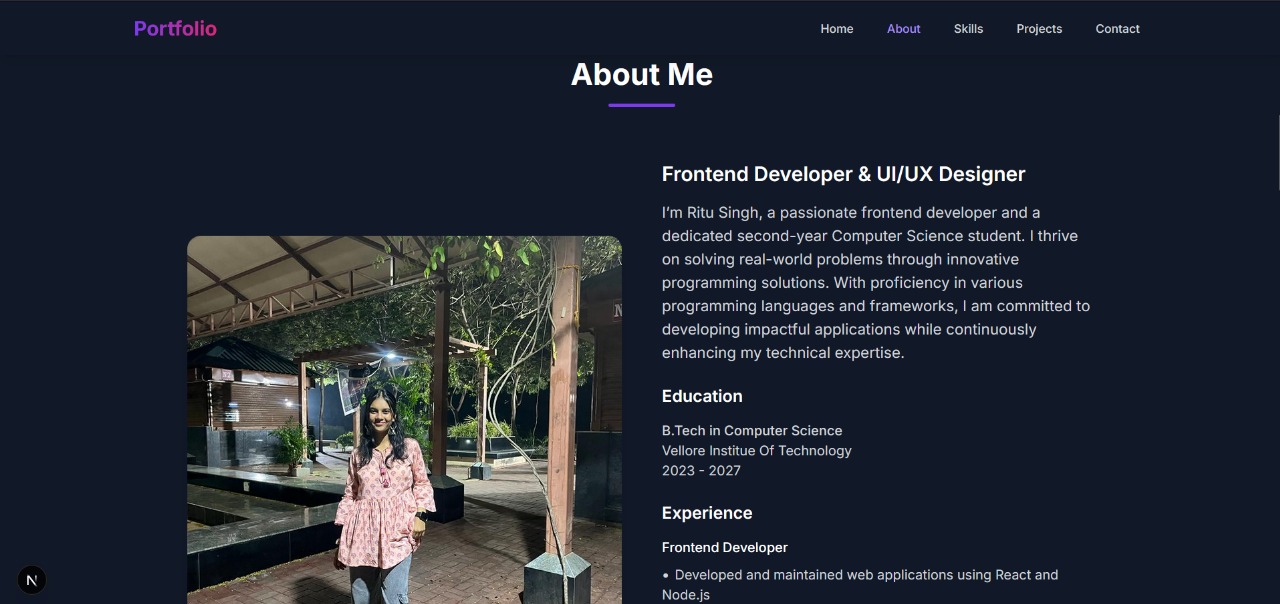 Portfolio
Home
About
Skills
Projects
Contact
About Me
Frontend Developer & UI/UX Designer
I’m Ritu Singh, a passionate frontend developer and a
dedicated second-year Computer Science student. I thrive
on solving real-world problems through innovative
programming solutions. With proficiency in various
programming languages and frameworks, I am committed to
developing impactful applications while continuously
enhancing my technical expertise.
Education
B.Tech in Computer Science
Vellore Institue Of Technology
2023 - 2027
Experience
Frontend Developer
• Developed and maintained web applications using React and
Node.js
N